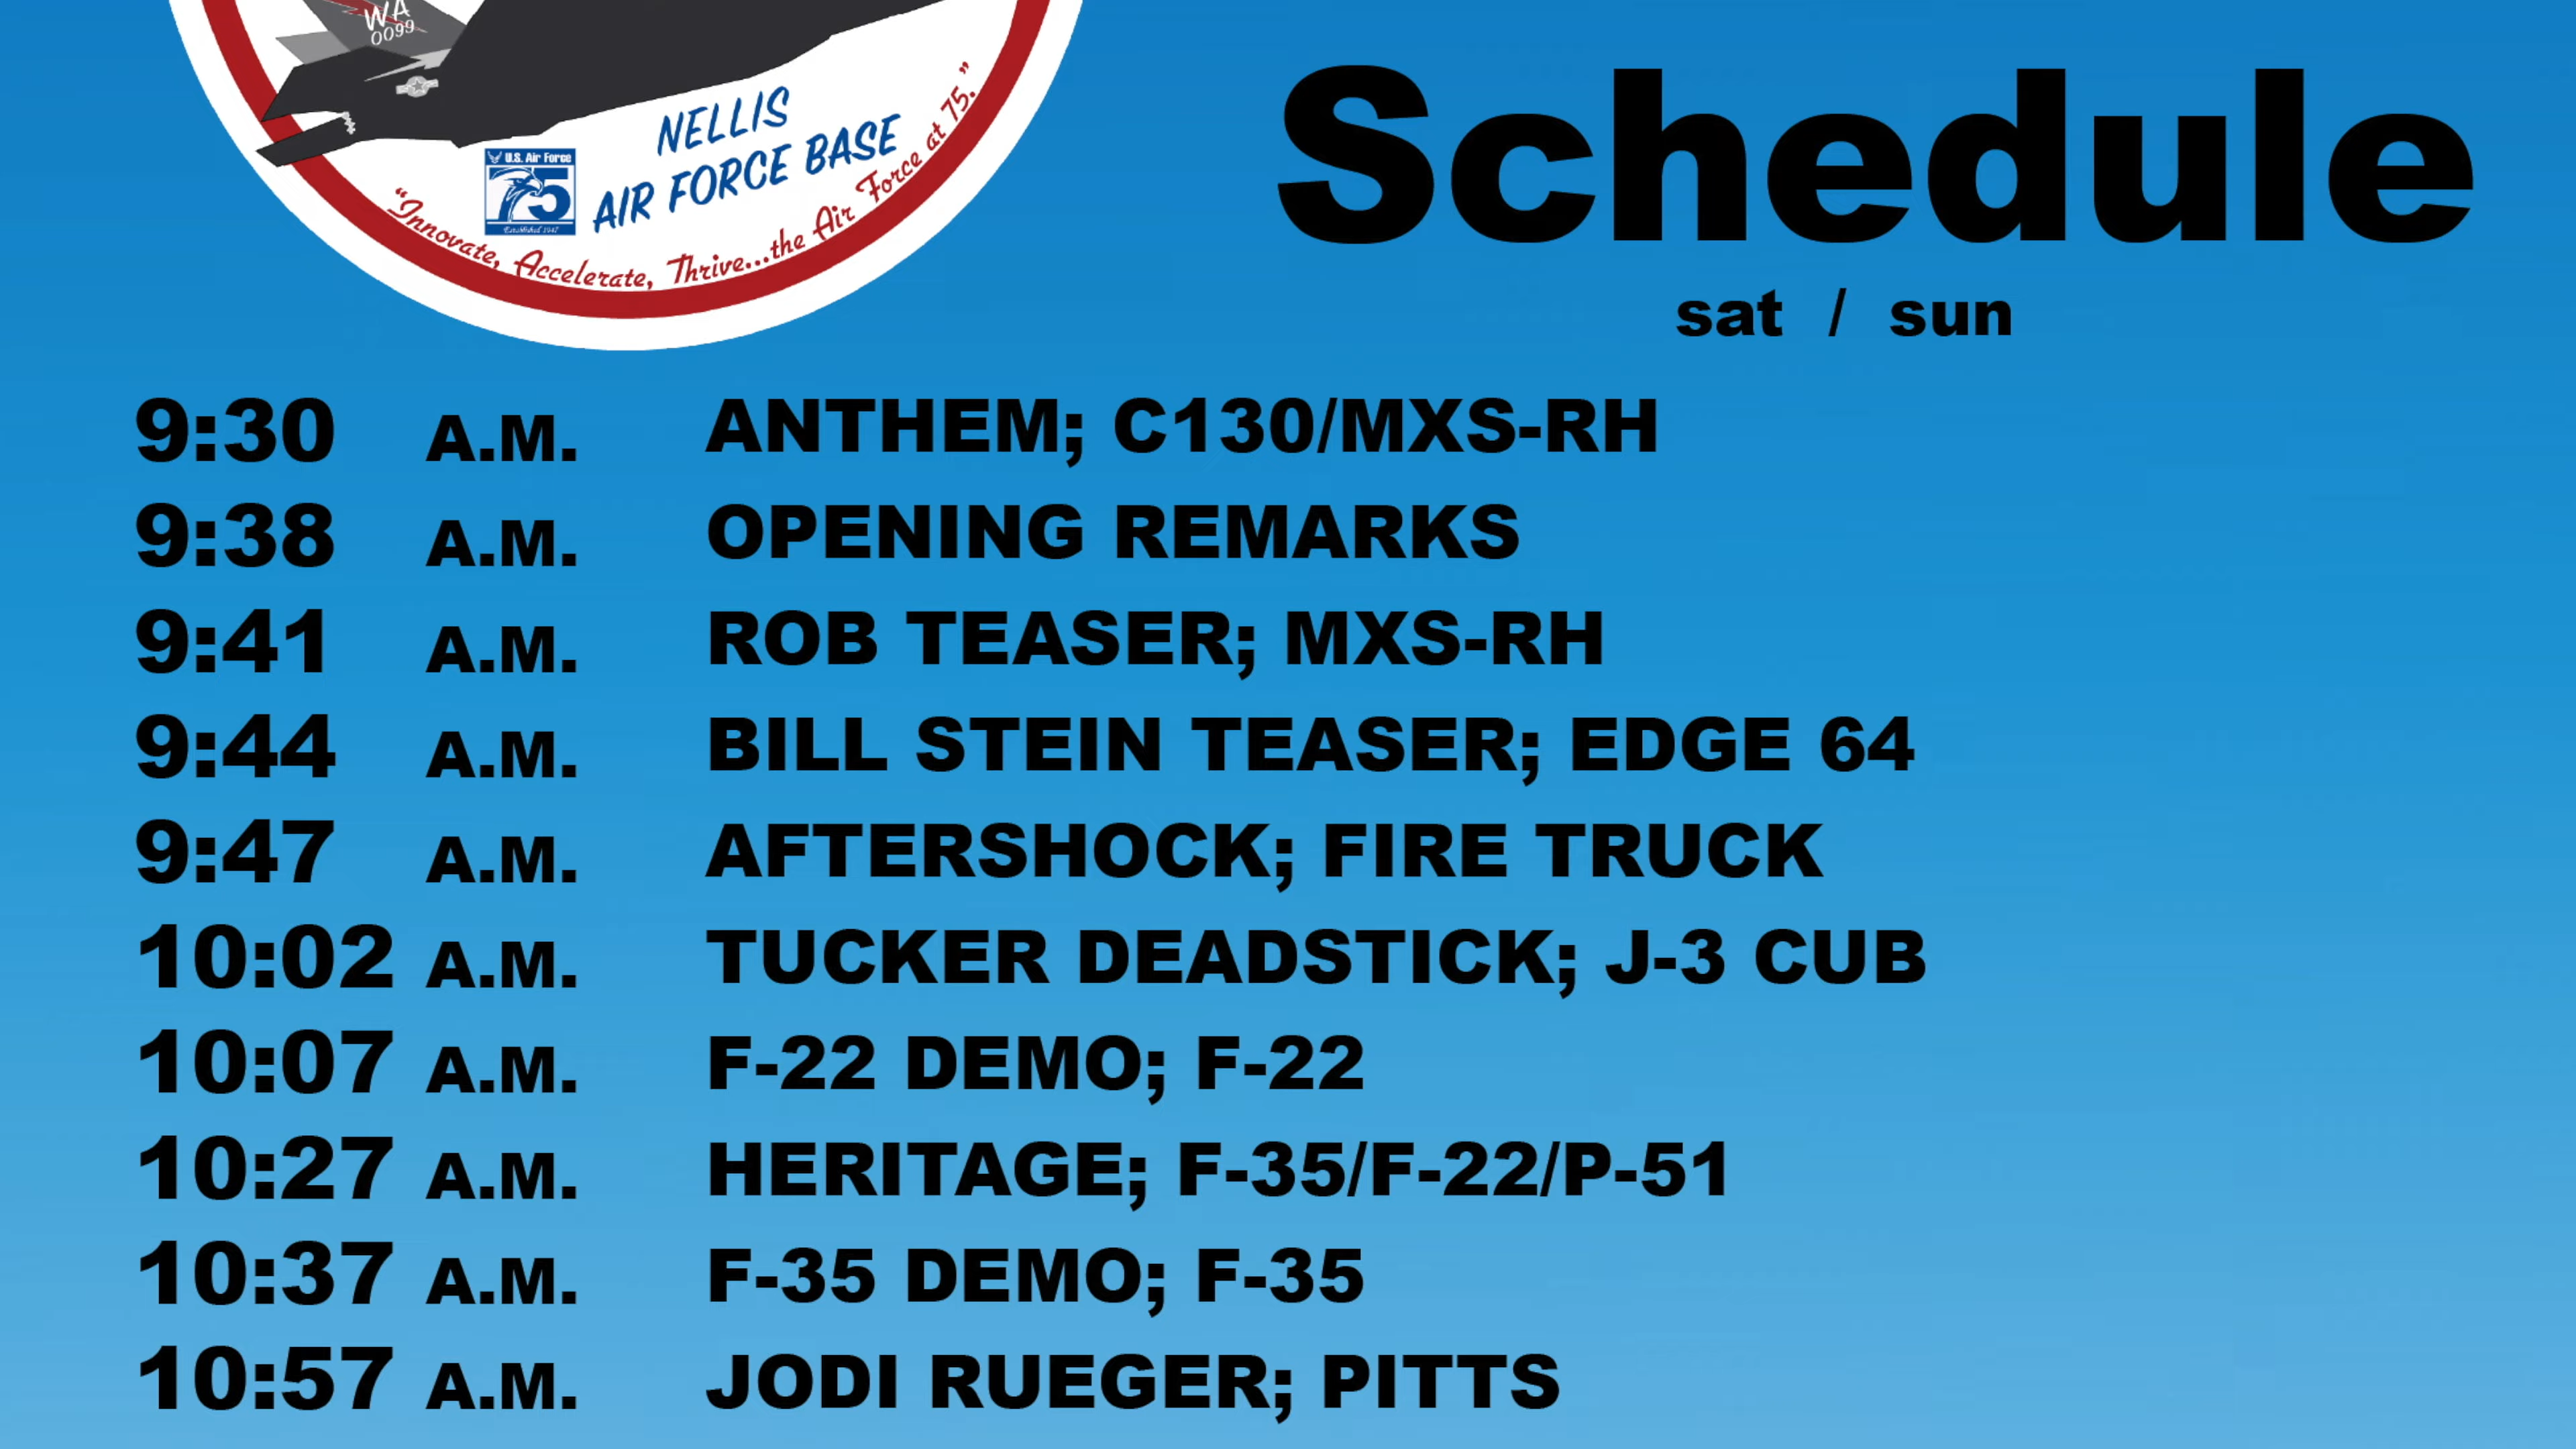 WA
0099
NELLIS
AIR FORCE BASE
U.S. Air Force
75
Established 1947
"Innovate, Accelerate, Thrive...the Air Force at 75."
Schedule
sat / sun
9:30 A.M. ANTHEM; C130/MXS-RH
9:38 A.M. OPENING REMARKS
9:41 A.M. ROB TEASER; MXS-RH
9:44 A.M. BILL STEIN TEASER; EDGE 64
9:47 A.M. AFTERSHOCK; FIRE TRUCK
10:02 A.M. TUCKER DEADSTICK; J-3 CUB
10:07 A.M. F-22 DEMO; F-22
10:27 A.M. HERITAGE; F-35/F-22/P-51
10:37 A.M. F-35 DEMO; F-35
10:57 A.M. JODI RUEGER; PITTS